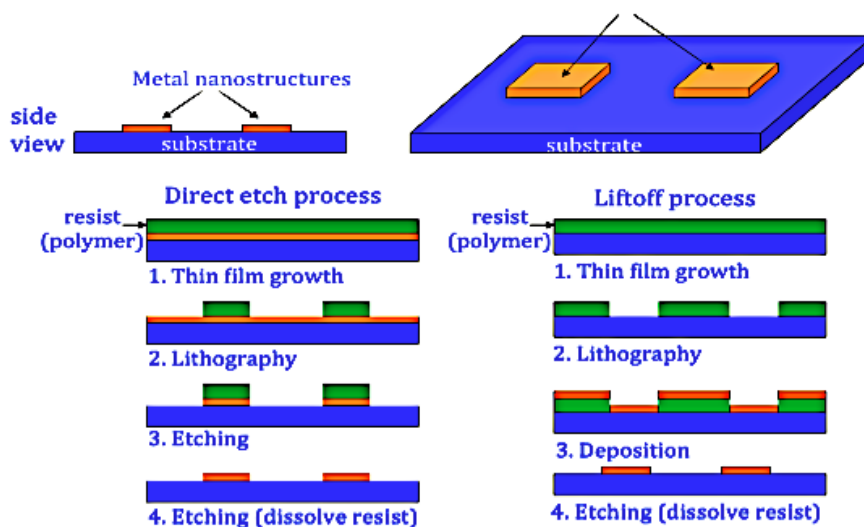 Metal nanostructures
side
view
substrate
substrate
Direct etch process
resist
(polymer)
1. Thin film growth
2. Lithography
3. Etching
4. Etching (dissolve resist)
Liftoff process
resist
(polymer)
1. Thin film growth
2. Lithography
3. Deposition
4. Etching (dissolve resist)